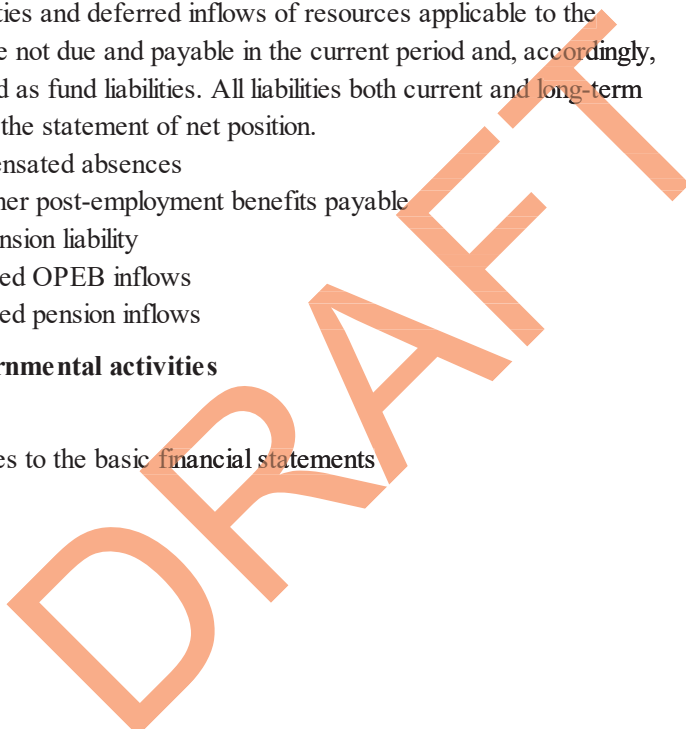 ties and deferred inflows of resources applicable to the
e not due and payable in the current period and, accordingly,
d as fund liabilities. All liabilities both current and long-term
the statement of net position.
ensated absences
her post-employment benefits payable
nsion liability
ed OPEB inflows
ed pension inflows
rnmental activities
es to the basic financial statements
DRAFT